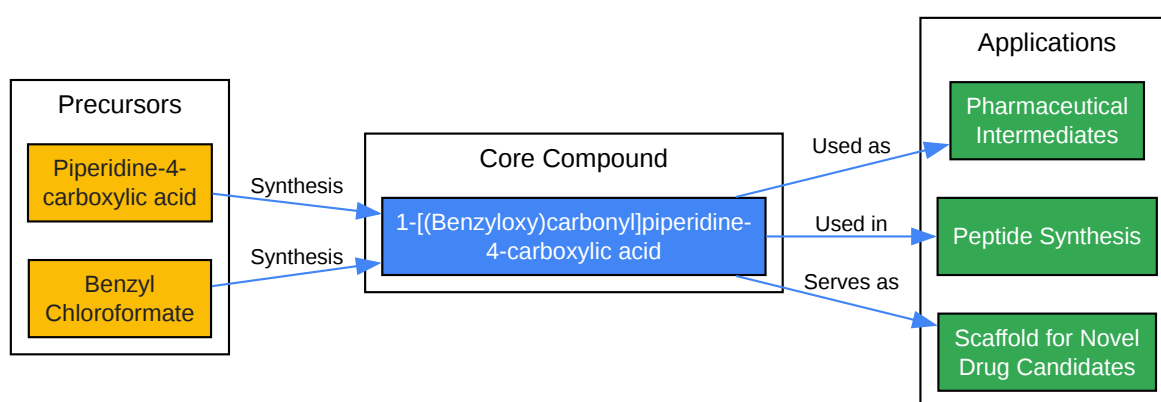 Precursors
Piperidine-4-
carboxylic acid
Benzyl
Chloroformate
Synthesis
Synthesis
Core Compound
1-[(Benzyloxy)carbonyl]piperidine-
4-carboxylic acid
Used as
Used in
Serves as
Applications
Pharmaceutical
Intermediates
Peptide Synthesis
Scaffold for Novel
Drug Candidates